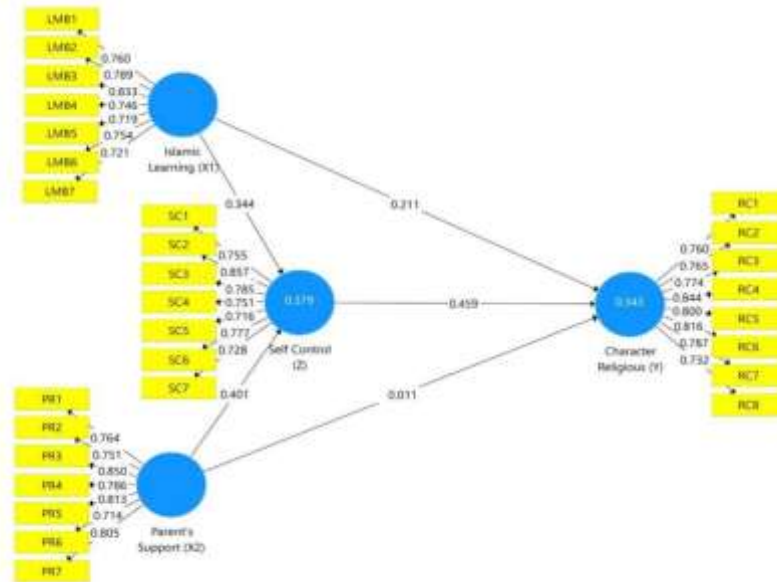 LMB1
LMB2
LMB3
LMB4
LMB5
LMB6
LMB7
0.760
0.789
0.833
0.746
0.719
0.754
0.721
Islamic
Learning (X1)
0.344
0.211
SC1
SC2
SC3
SC4
SC5
SC6
SC7
0.755
0.857
0.785
0.751
0.716
0.777
0.728
0.379
Self Control
(Z)
0.459
0.401
0.011
PR1
PR2
PR3
PR4
PR5
PR6
PR7
0.764
0.751
0.850
0.786
0.813
0.714
0.805
Parent's
Support (X2)
0.343
Character
Religious (Y)
0.760
0.765
0.774
0.844
0.800
0.816
0.787
0.732
RC1
RC2
RC3
RC4
RC5
RC6
RC7
RC8